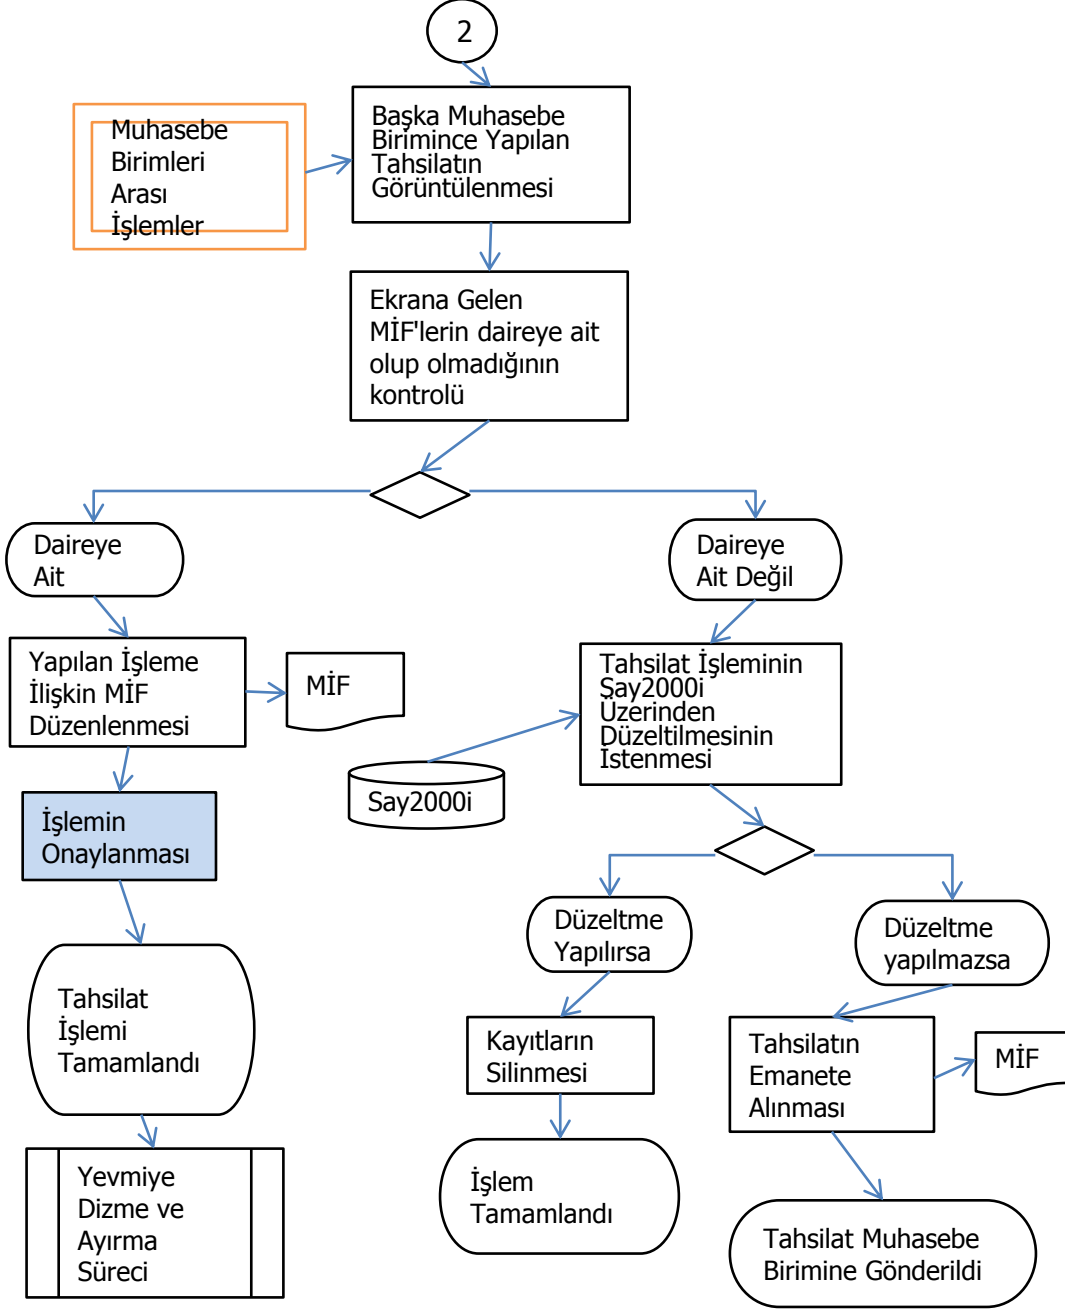 2
Muhasebe
Birimleri
Arası
İşlemler
Başka Muhasebe
Birimince Yapılan
Tahsilatın
Görüntülenmesi
Ekrana Gelen
MİF'lerin daireye ait
olup olmadığının
kontrolü
Daireye
Ait
Daireye
Ait Değil
Yapılan İşleme
İlişkin MİF
Düzenlenmesi
MİF
Tahsilat İşleminin
Say2000i
Üzerinden
Düzeltilmesinin
İstenmesi
Say2000i
İşlemin
Onaylanması
Düzeltme
Yapılırsa
Düzeltme
yapılmazsa
Tahsilat
İşlemi
Tamamlandı
Kayıtların
Silinmesi
Tahsilatın
Emanete
Alınması
MİF
Yevmiye
Dizme ve
Ayırma
Süreci
İşlem
Tamamlandı
Tahsilat Muhasebe
Birimine Gönderildi